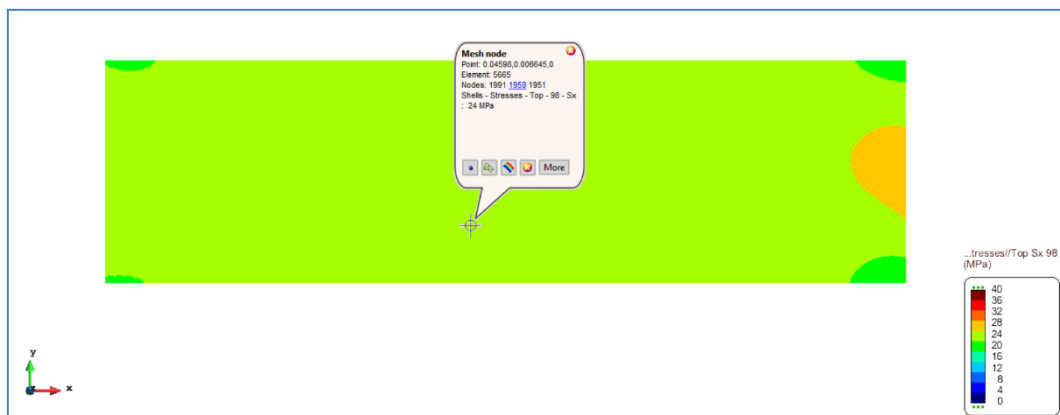 Mesh node
Point: 0.04598,0.006645,0
Element: 5665
Nodes: 1991 1959 1951
Shells - Stresses - Top - 98 - Sx
: 24 MPa
More
...tresses//Top Sx 98
(MPa)
40
36
32
28
24
20
16
12
8
4
0
y
z x